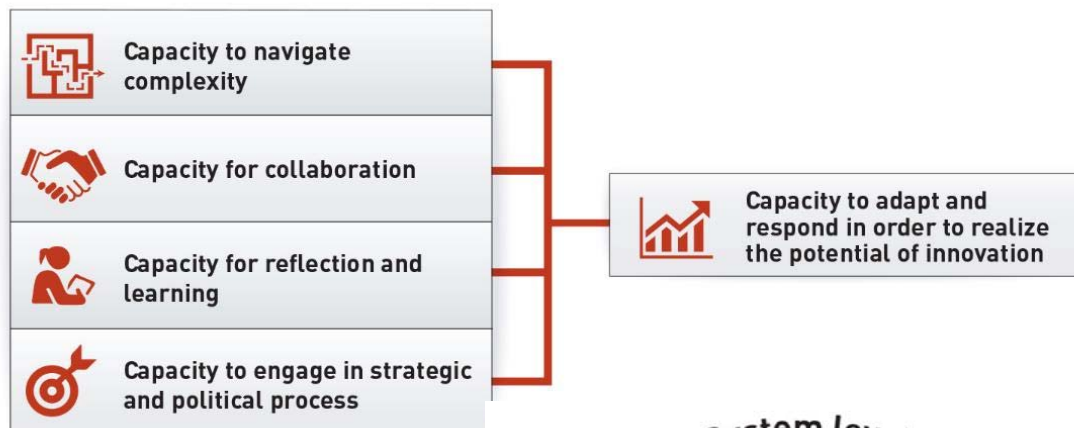 Capacity to navigate
complexity
Capacity for collaboration
Capacity for reflection and
learning
Capacity to engage in strategic
and political process
Capacity to adapt and
respond in order to realize
the potential of innovation